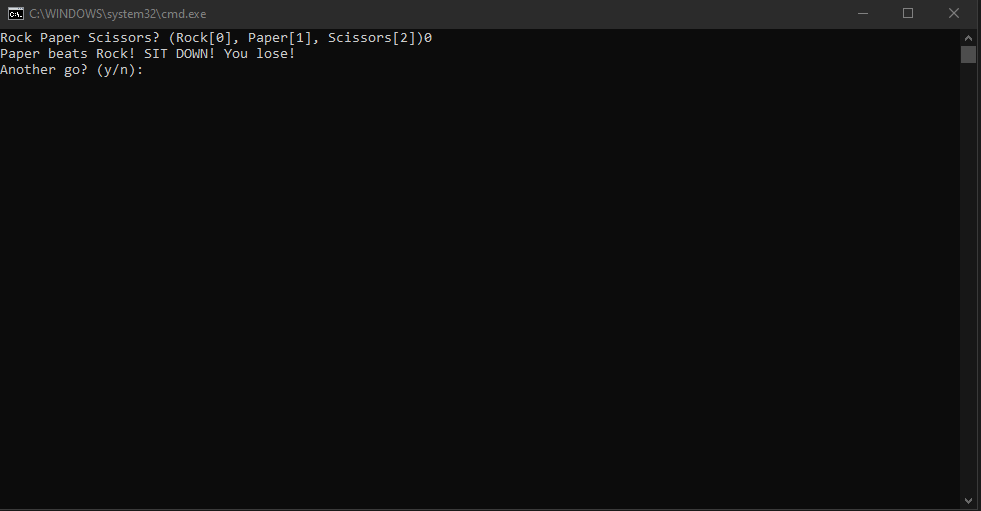 C:\WINDOWS\system32\cmd.exe
Rock Paper Scissors? (Rock[0], Paper[1], Scissors[2])0
Paper beats Rock! SIT DOWN! You lose!
Another go? (y/n):